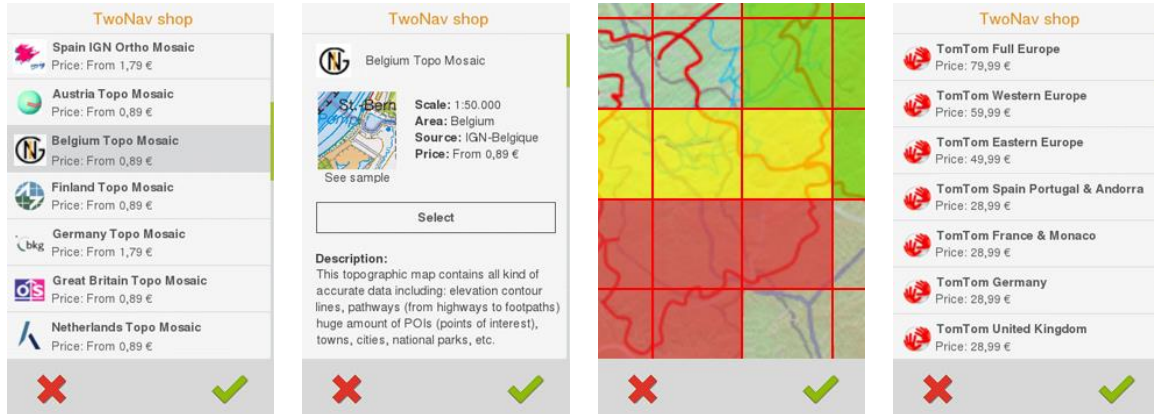 TwoNav shop
Spain IGN Ortho Mosaic
Price: From 1,79 €
Austria Topo Mosaic
Price: From 0,89 €
Belgium Topo Mosaic
Price: From 0,89 €
Finland Topo Mosaic
Price: From 0,89 €
bkg
Germany Topo Mosaic
Price: From 1,79 €
OS
Great Britain Topo Mosaic
Price: From 0,89 €
Netherlands Topo Mosaic
Price: From 0,89 €
TwoNav shop
Belgium Topo Mosaic
St.-Bern
Scale: 1:50.000
Area: Belgium
Source: IGN-Belgique
Price: From 0,89 €
See sample
Select
Description:
This topographic map contains all kind of
accurate data including: elevation contour
lines, pathways (from highways to footpaths)
huge amount of POIs (points of interest),
towns, cities, national parks, etc.
TwoNav shop
TomTom Full Europe
Price: 79,99 €
TomTom Western Europe
Price: 59,99 €
TomTom Eastern Europe
Price: 49,99 €
TomTom Spain Portugal & Andorra
Price: 28,99 €
TomTom France & Monaco
Price: 28,99 €
TomTom Germany
Price: 28,99 €
TomTom United Kingdom
Price: 28,99 €